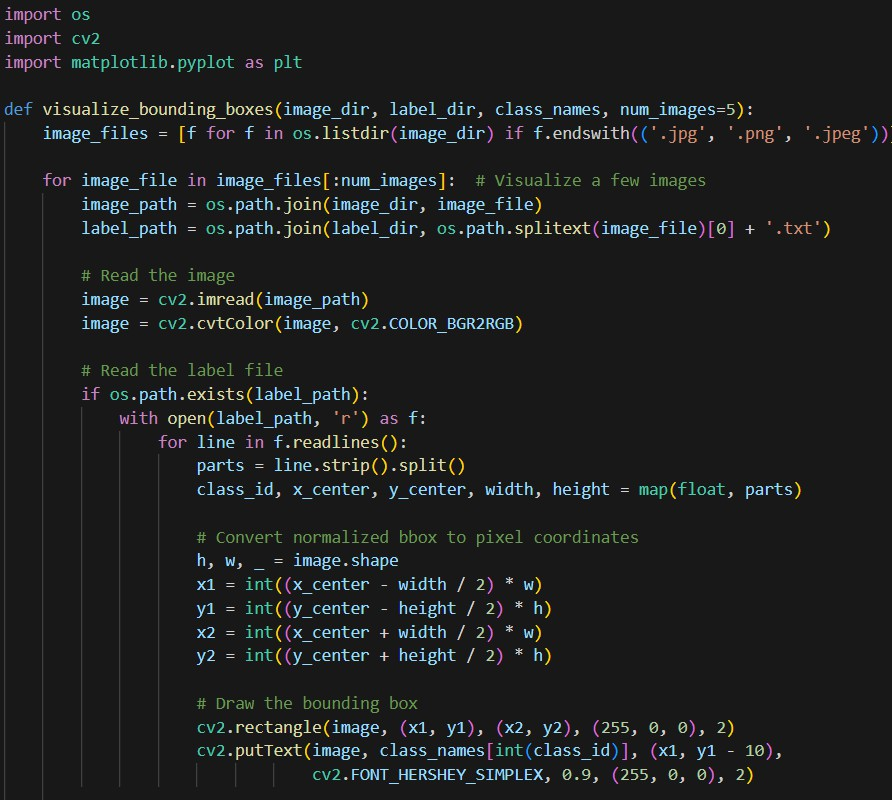 import os
import cv2
import matplotlib.pyplot as plt

def visualize_bounding_boxes(image_dir, label_dir, class_names, num_images=5):
    image_files = [f for f in os.listdir(image_dir) if f.endswith(('.jpg', '.png', '.jpeg'))]

    for image_file in image_files[:num_images]:  # Visualize a few images
        image_path = os.path.join(image_dir, image_file)
        label_path = os.path.join(label_dir, os.path.splitext(image_file)[0] + '.txt')

        # Read the image
        image = cv2.imread(image_path)
        image = cv2.cvtColor(image, cv2.COLOR_BGR2RGB)

        # Read the label file
        if os.path.exists(label_path):
            with open(label_path, 'r') as f:
                for line in f.readlines():
                    parts = line.strip().split()
                    class_id, x_center, y_center, width, height = map(float, parts)

                    # Convert normalized bbox to pixel coordinates
                    h, w, _ = image.shape
                    x1 = int((x_center - width / 2) * w)
                    y1 = int((y_center - height / 2) * h)
                    x2 = int((x_center + width / 2) * w)
                    y2 = int((y_center + height / 2) * h)

                    # Draw the bounding box
                    cv2.rectangle(image, (x1, y1), (x2, y2), (255, 0, 0), 2)
                    cv2.putText(image, class_names[int(class_id)], (x1, y1 - 10),
                                cv2.FONT_HERSHEY_SIMPLEX, 0.9, (255, 0, 0), 2)